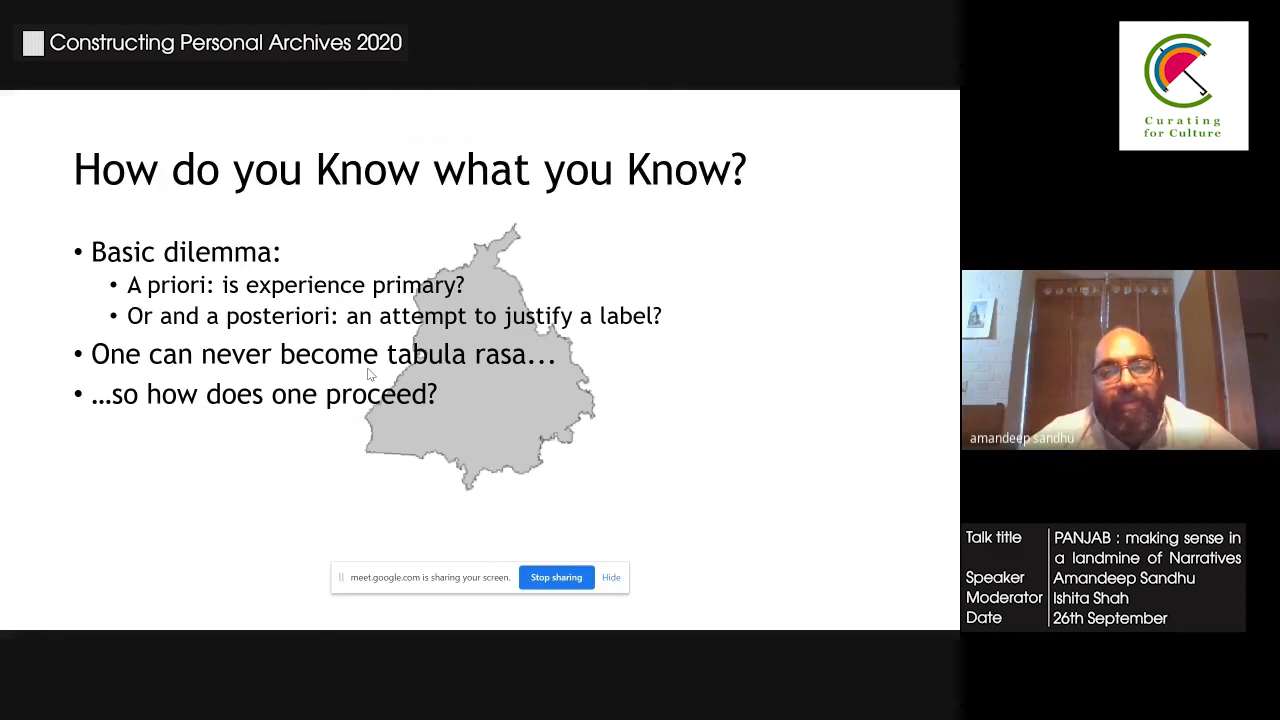 Constructing Personal Archives 2020
Curating
for Culture
How do you Know what you Know?
• Basic dilemma:
• A priori: is experience primary?
• Or and a posteriori: an attempt to justify a label?
• One can never become tabula rasa...
• …so how does one proceed?
amandeep sandhu
meet.google.com is sharing your screen. Stop sharing Hide
Talk title PANJAB : making sense in
a landmine of Narratives
Speaker Amandeep Sandhu
Moderator Ishita Shah
Date 26th September